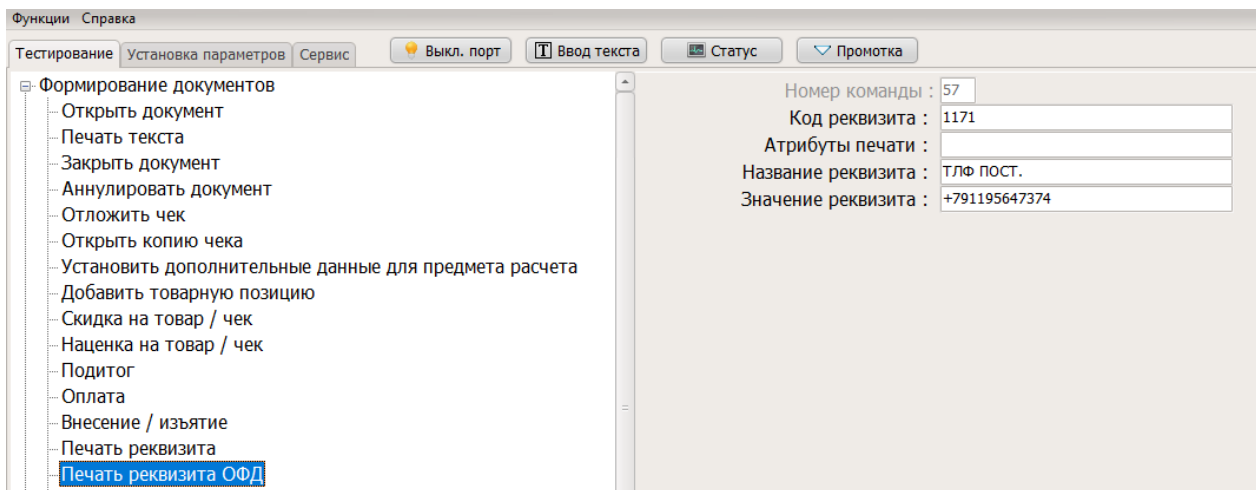 Функции Справка
Тестирование Установка параметров Сервис Выкл. порт Ввод текста Статус Промотка
Формирование документов
Открыть документ
Печать текста
Закрыть документ
Аннулировать документ
Отложить чек
Открыть копию чека
Установить дополнительные данные для предмета расчета
Добавить товарную позицию
Скидка на товар / чек
Наценка на товар / чек
Подитог
Оплата
Внесение / изъятие
Печать реквизита
Печать реквизита ОФД
Номер команды : 57
Код реквизита : 1171
Атрибуты печати :
Название реквизита : ТЛФ ПОСТ.
Значение реквизита : +791195647374